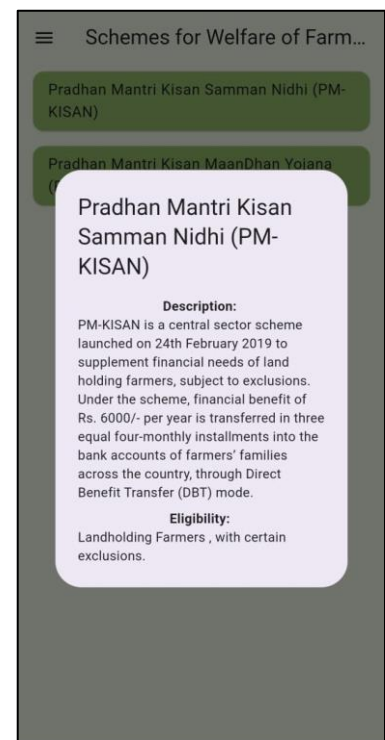 Schemes for Welfare of Farm...
Pradhan Mantri Kisan Samman Nidhi (PM-
KISAN)
Pradhan Mantri Kisan MaanDhan Yojana
Pradhan Mantri Kisan
Samman Nidhi (PM-
KISAN)
Description:
PM-KISAN is a central sector scheme
launched on 24th February 2019 to
supplement financial needs of land
holding farmers, subject to exclusions.
Under the scheme, financial benefit of
Rs. 6000/- per year is transferred in three
equal four-monthly installments into the
bank accounts of farmers' families
across the country, through Direct
Benefit Transfer (DBT) mode.
Eligibility:
Landholding Farmers , with certain
exclusions.